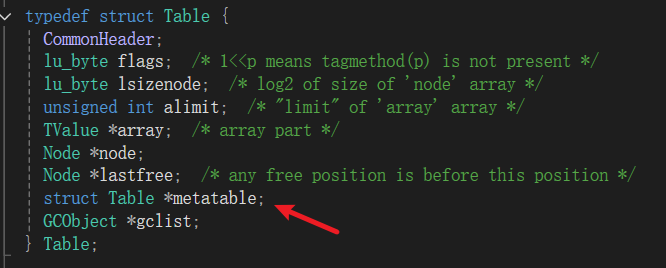 typedef struct Table {
CommonHeader;
lu_byte flags;  /* 1<<p means tagmethod(p) is not present */
lu_byte lsizenode;  /* log2 of size of 'node' array */
unsigned int alimit;  /* "limit" of 'array' array */
TValue *array;  /* array part */
Node *node;
Node *lastfree;  /* any free position is before this position */
struct Table *metatable;
GCObject *gclist;
} Table;